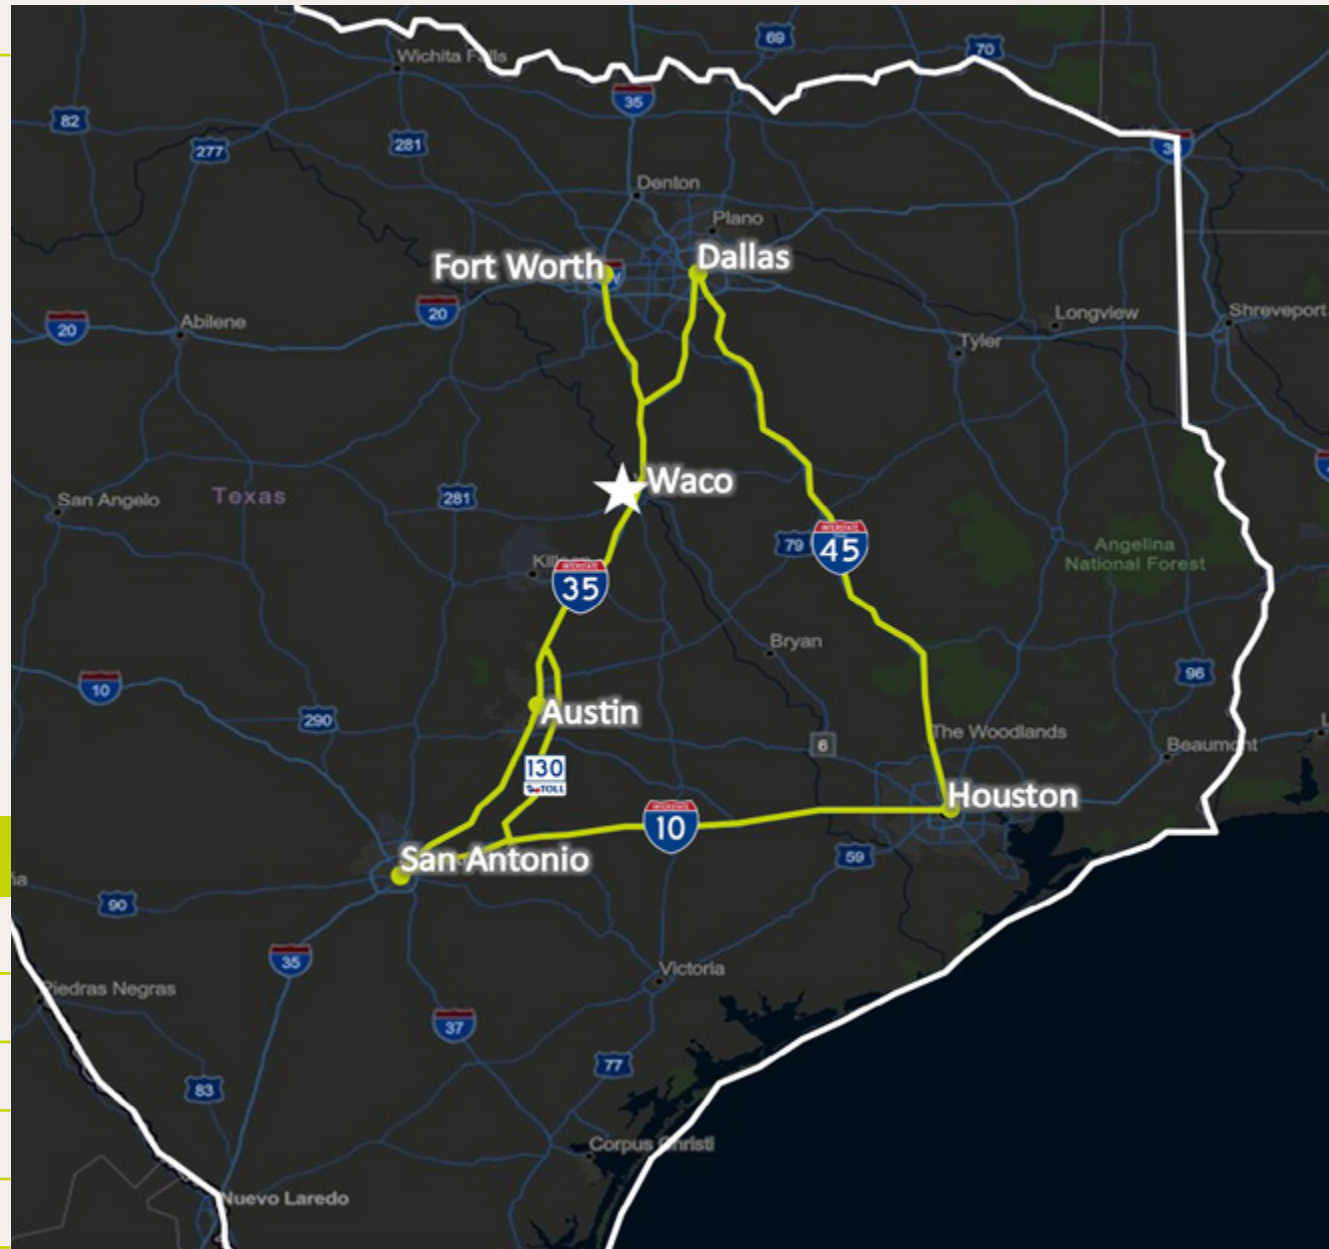 69
70
Wichita Falls
35
82
281
277
Denton
Plano
Dallas
Fort Worth
20
20
Abilene
Longview
Shreveport
Tyler
Waco
San Angelo
Texas
281
79
INTERSTATE
45
Angelina
National Forest
INTERSTATE
35
Bryan
10
96
290
Austin
The Woodlands
6
Beaumont
130
TOLL
Houston
INTERSTATE
10
San Antonio
59
90
35
Victoria
Piedras Negras
37
77
83
Corpus Christi
Nuevo Laredo